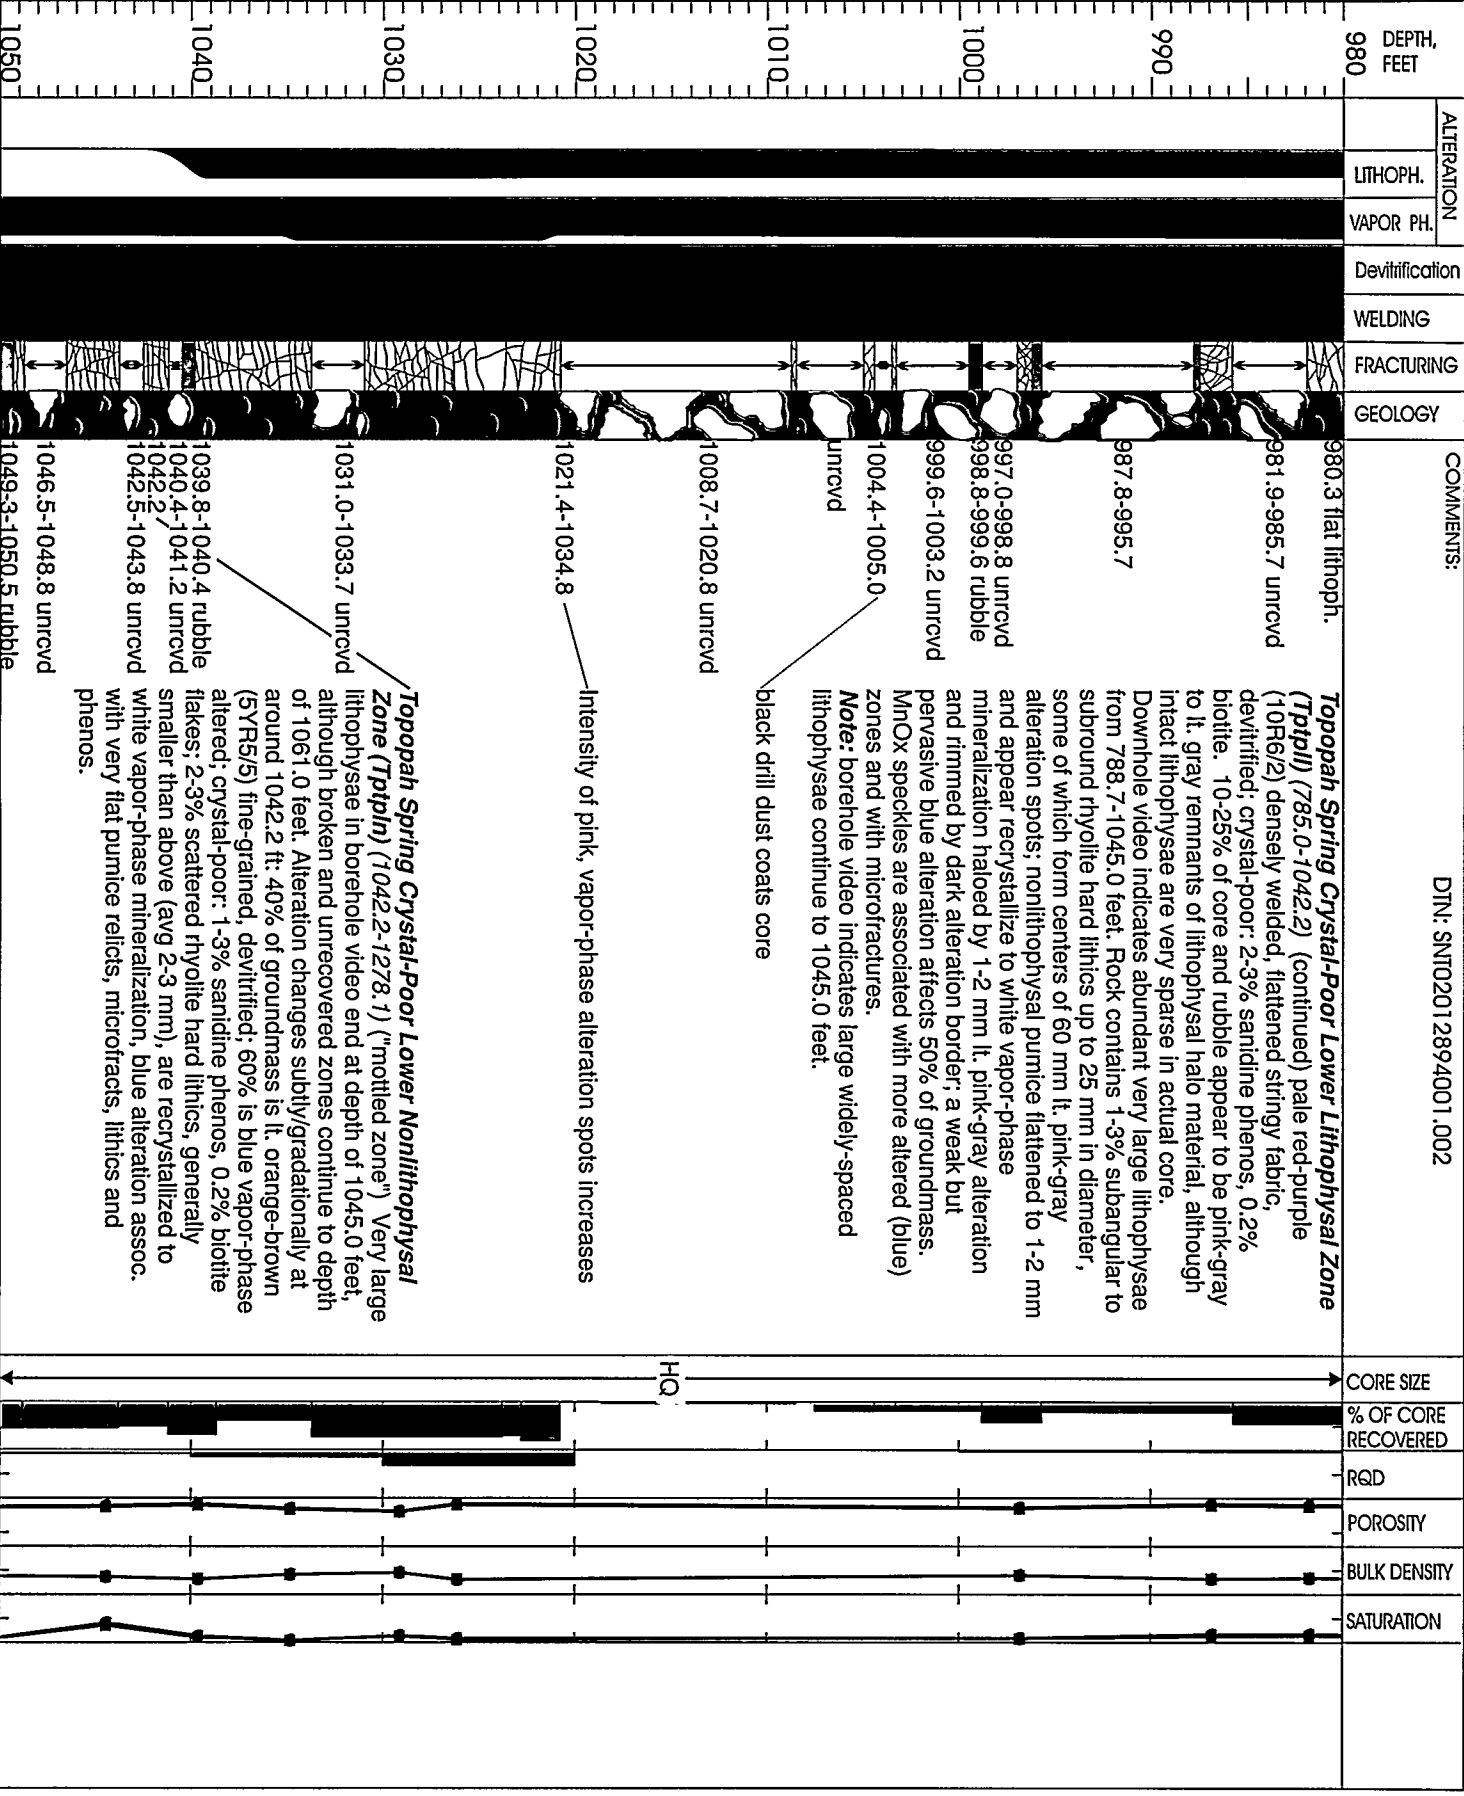 DTN: SNT02012894001.002
DEPTH,
FEET
ALTERATION
LITHOPH.
VAPOR PH.
Devitrification
WELDING
FRACTURING
GEOLOGY
COMMENTS:
CORE SIZE
% OF CORE
RECOVERED
RQD
POROSITY
BULK DENSITY
SATURATION
980
990
1000
1010
1020
1030
1040
1050
980.3 flat lithoph.
981.9-985.7 unrcvd
987.8-995.7
997.0-998.8 unrcvd
998.8-999.6 rubble
999.6-1003.2 unrcvd
1004.4-1005.0
unrcvd
1008.7-1020.8 unrcvd
1021.4-1034.8
1031.0-1033.7 unrcvd
1039.8-1040.4 rubble
1040.4-1041.2 unrcvd
1042.2
1042.5-1043.8 unrcvd
1046.5-1048.8 unrcvd
1049-3-1050.5 rubble
Topopah Spring Crystal-Poor Lower Lithophysal Zone
(Tptpll) (785.0-1042.2) (continued) pale red-purple
(10R6/2) densely welded, flattened stringy fabric,
devitrified; crystal-poor: 2-3% sanidine phenos, 0.2%
biotite. 10-25% of core and rubble appear to be pink-gray
to lt. gray remnants of lithophysal halo material, although
intact lithophysae are very sparse in actual core.
Downhole video indicates abundant very large lithophysae
from 788.7-1045.0 feet. Rock contains 1-3% subangular to
subround rhyolite hard lithics up to 25 mm in diameter,
some of which form centers of 60 mm lt. pink-gray
alteration spots; nonlithophysal pumice flattened to 1-2 mm
and appear recrystallize to white vapor-phase
mineralization haloed by 1-2 mm lt. pink-gray alteration
and rimmed by dark alteration border; a weak but
pervasive blue alteration affects 50% of groundmass.
MnOx speckles are associated with more altered (blue)
zones and with microfractures.
Note: borehole video indicates large widely-spaced
lithophysae continue to 1045.0 feet.
black drill dust coats core
Intensity of pink, vapor-phase alteration spots increases
Topopah Spring Crystal-Poor Lower Nonlithophysal
Zone (Tptpln) (1042.2-1278.1) ("mottled zone") Very large
lithophysae in borehole video end at depth of 1045.0 feet,
although broken and unrecovered zones continue to depth
of 1061.0 feet. Alteration changes subtly/gradationally at
around 1042.2 ft: 40% of groundmass is lt. orange-brown
(5YR5/5) fine-grained, devitrified; 60% is blue vapor-phase
altered; crystal-poor: 1-3% sanidine phenos, 0.2% biotite
flakes; 2-3% scattered rhyolite hard lithics, generally
smaller than above (avg 2-3 mm), are recrystallized to
white vapor-phase mineralization, blue alteration assoc.
with very flat pumice relicts, microfracts, lithics and
phenos.
HQ